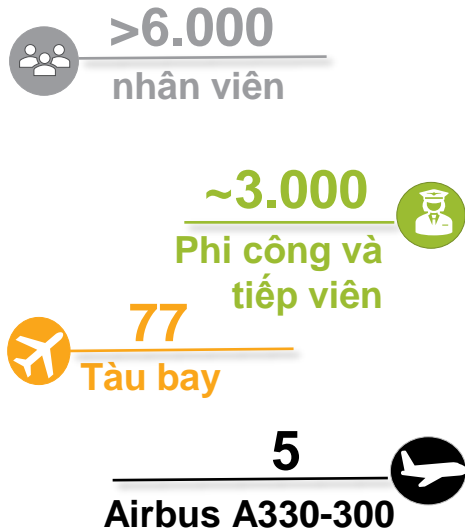 >6.000
nhân viên
~3.000
Phi công và
tiếp viên
77
Tàu bay
5
Airbus A330-300